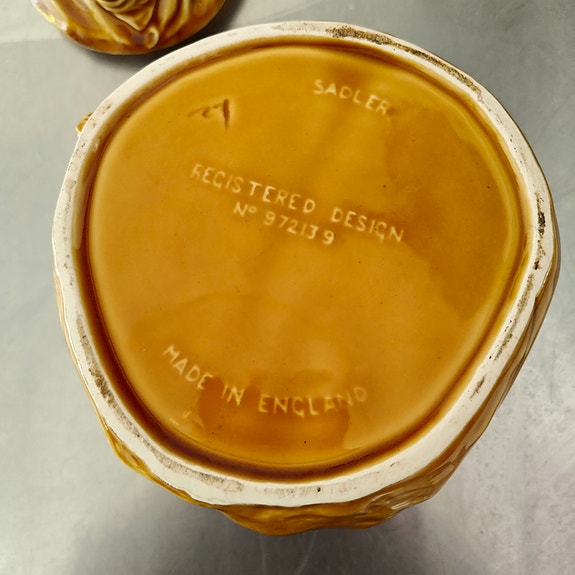 SADLER
REGISTERED DESIGN
Nº 972139
MADE IN ENGLAND